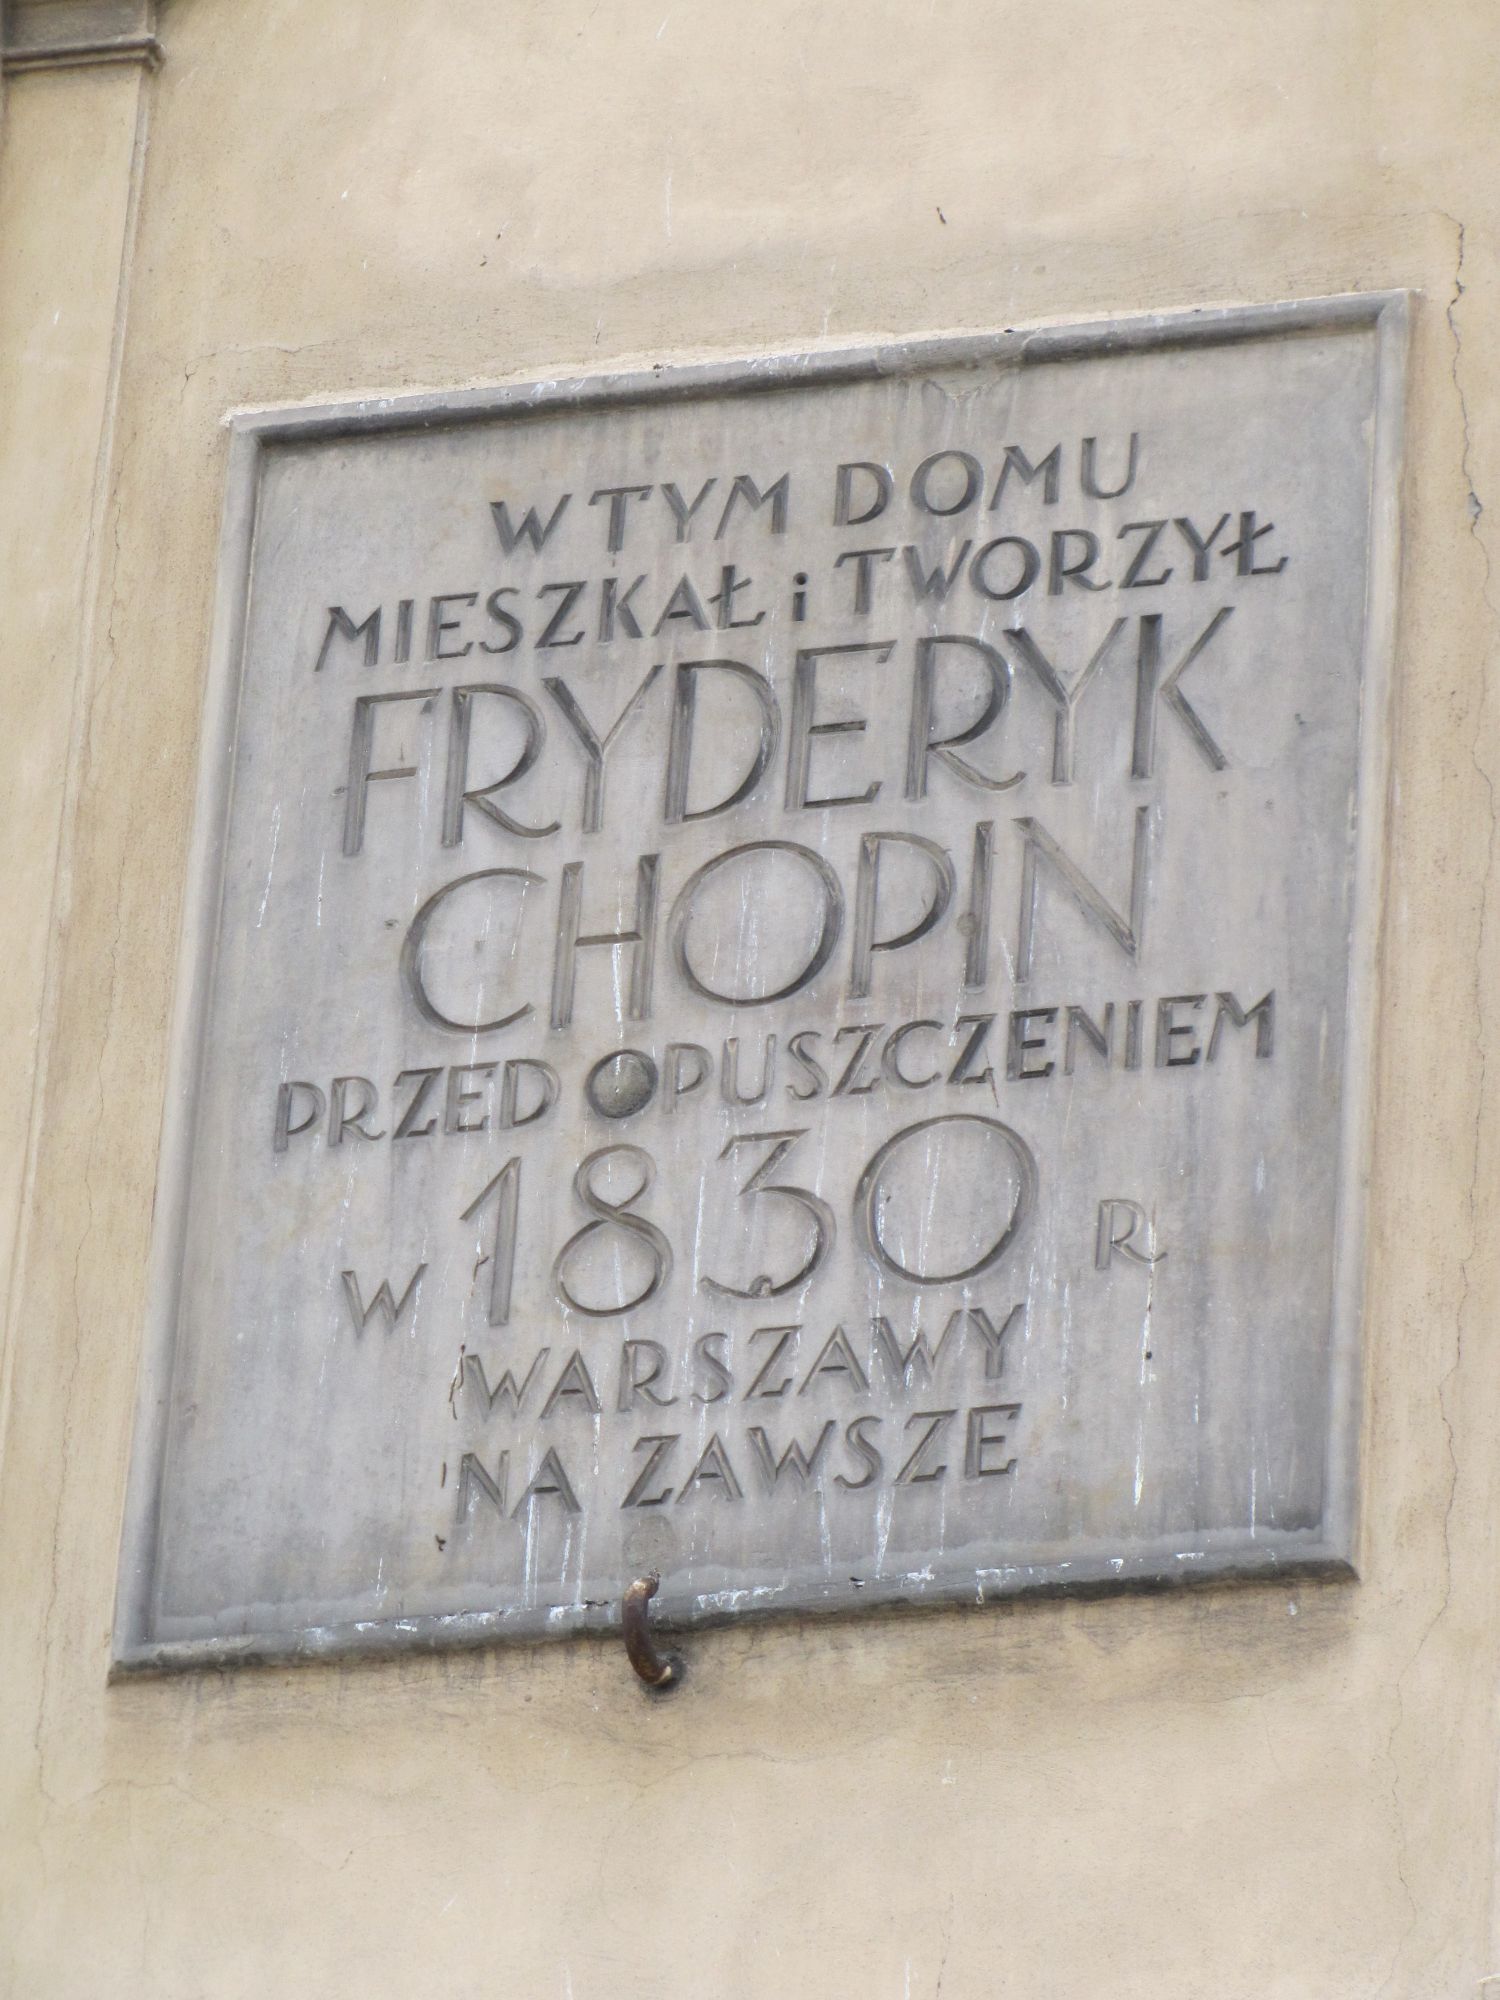 W TYM DOMU
MIESZKAŁ i TWORZYŁ
FRYDERYK
CHOPIN
PRZED OPUSZCZENIEM
W 1830 R
WARSZAWY
NA ZAWSZE